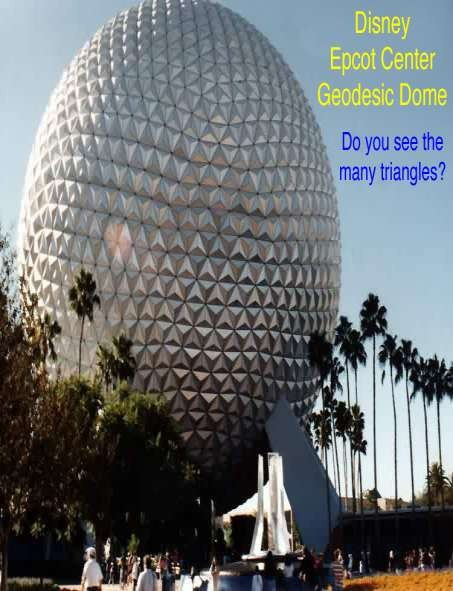 Disney
Epcot Center
Geodesic Dome
Do you see the
many triangles?